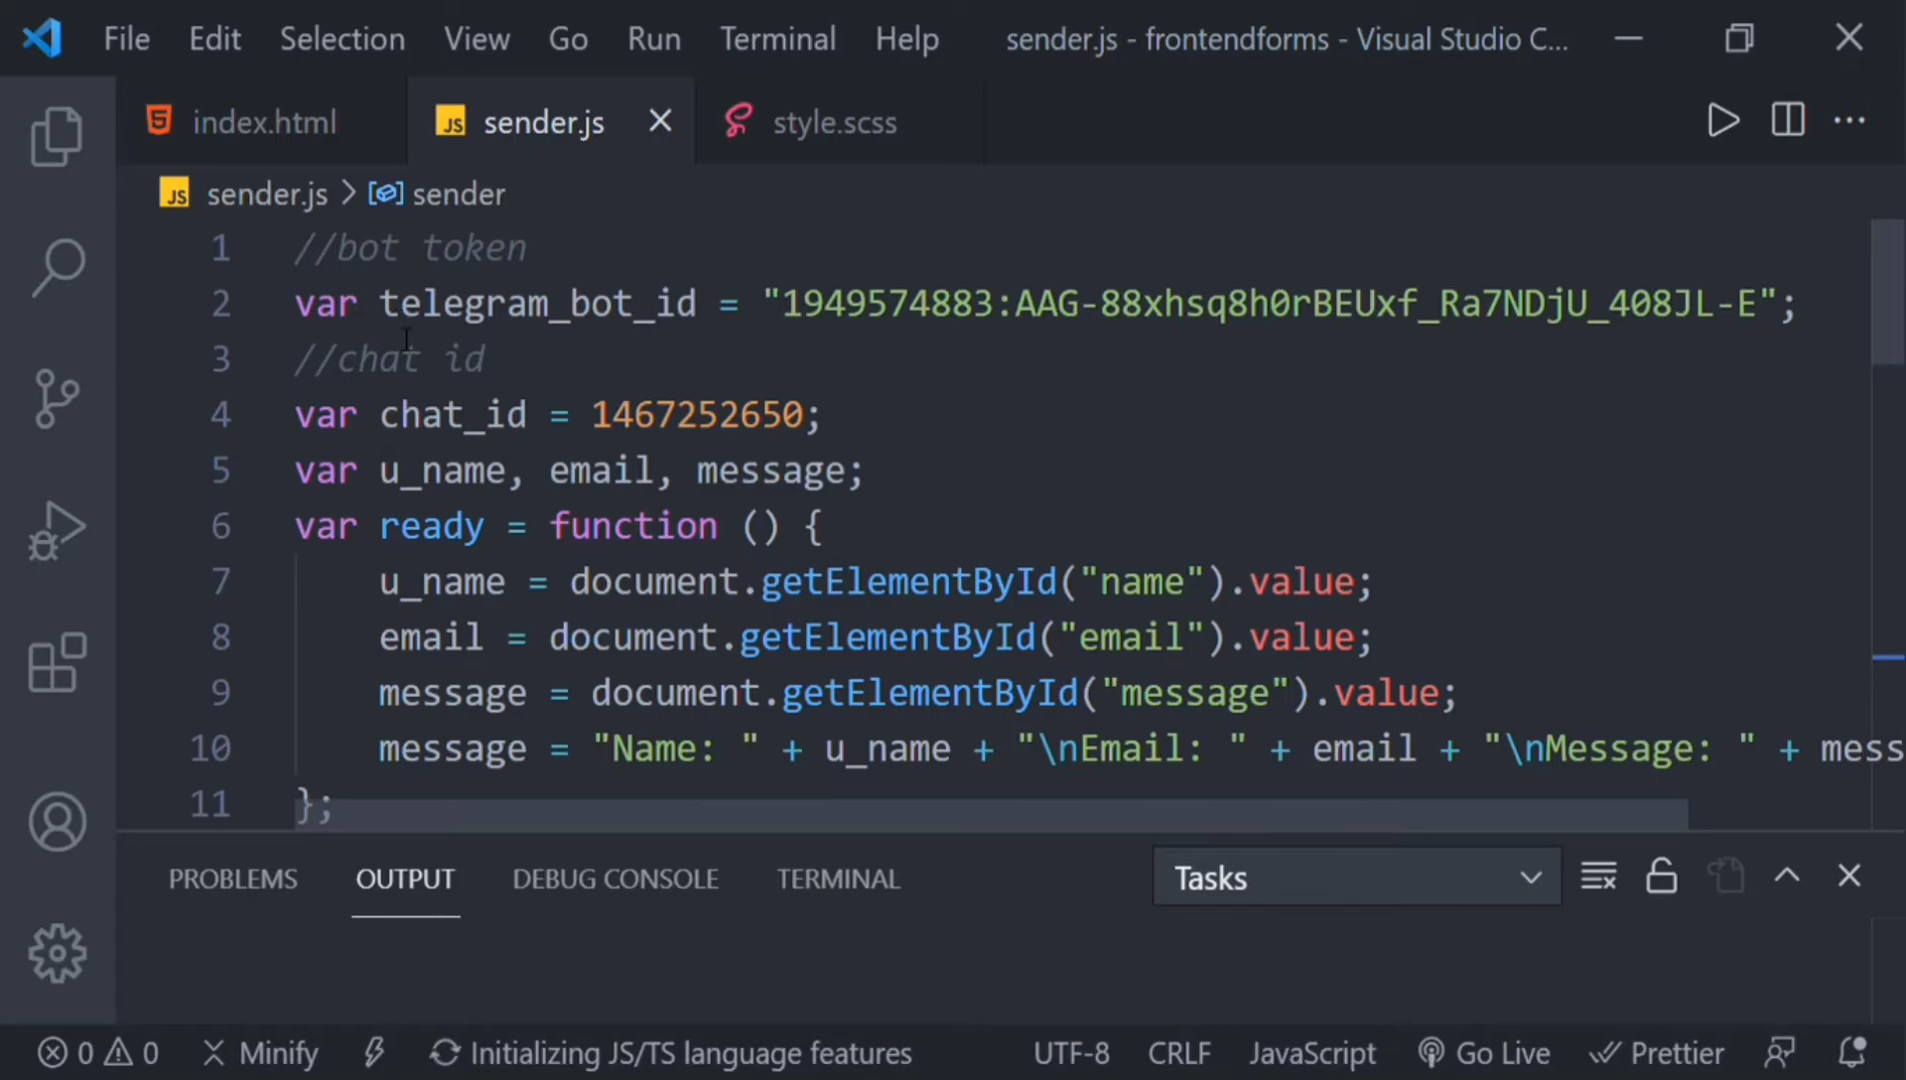 File Edit Selection View Go Run Terminal Help sender.js - frontendforms - Visual Studio C...
index.html JS sender.js style.scss
JS sender.js > sender
1 //bot token
2 var telegram_bot_id = "1949574883:AAG-88xhsq8h0rBEUxf_Ra7NDjU_408JL-E";
3 //chat id
4 var chat_id = 1467252650;
5 var u_name, email, message;
6 var ready = function () {
7 u_name = document.getElementById("name").value;
8 email = document.getElementById("email").value;
9 message = document.getElementById("message").value;
10 message = "Name: " + u_name + "\nEmail: " + email + "\nMessage: " + mess
11 };
PROBLEMS OUTPUT DEBUG CONSOLE TERMINAL Tasks
0 0 Minify Initializing JS/TS language features UTF-8 CRLF JavaScript Go Live Prettier